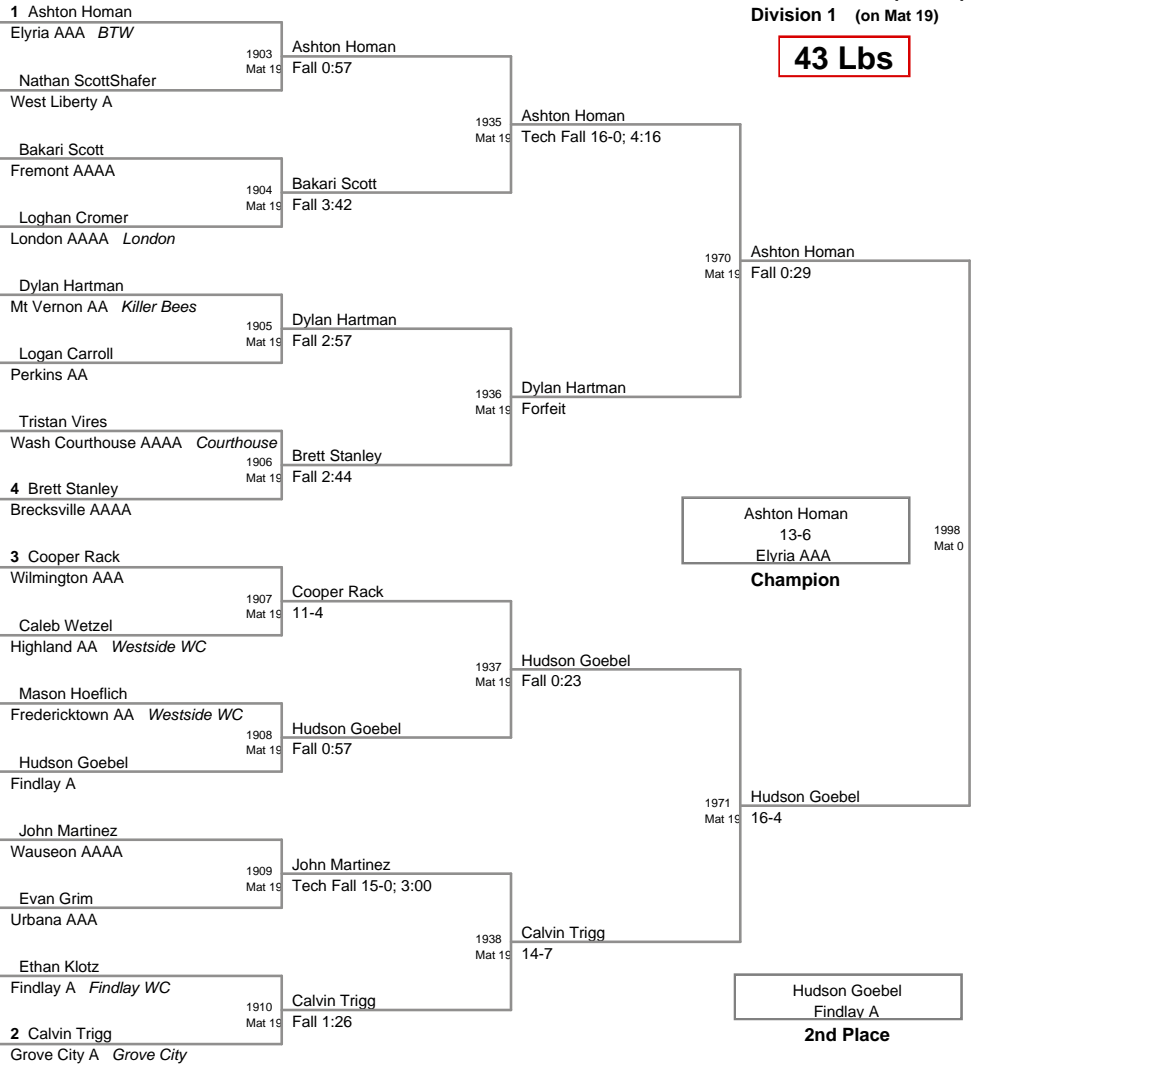 Division 1 (on Mat 19)
43 Lbs
1 Ashton Homan
Elyria AAA BTW
1903
Mat 19
Nathan ScottShafer
West Liberty A
Bakari Scott
Fremont AAAA
1904
Mat 19
Loghan Cromer
London AAAA London
Dylan Hartman
Mt Vernon AA Killer Bees
1905
Mat 19
Logan Carroll
Perkins AA
Tristan Vires
Wash Courthouse AAAA Courthouse
1906
Mat 19
4 Brett Stanley
Brecksville AAAA
3 Cooper Rack
Wilmington AAA
1907
Mat 19
Caleb Wetzel
Highland AA Westside WC
Mason Hoeflich
Fredericktown AA Westside WC
1908
Mat 19
Hudson Goebel
Findlay A
John Martinez
Wauseon AAAA
1909
Mat 19
Evan Grim
Urbana AAA
Ethan Klotz
Findlay A Findlay WC
1910
Mat 19
2 Calvin Trigg
Grove City A Grove City
Ashton Homan
Fall 0:57
1935
Mat 19
Bakari Scott
Fall 3:42
Dylan Hartman
Fall 2:57
1936
Mat 19
Brett Stanley
Fall 2:44
Cooper Rack
11-4
1937
Mat 19
Hudson Goebel
Fall 0:57
John Martinez
Tech Fall 15-0; 3:00
1938
Mat 19
Calvin Trigg
Fall 1:26
Ashton Homan
Tech Fall 16-0; 4:16
1970
Mat 19
Dylan Hartman
Forfeit
Hudson Goebel
Fall 0:23
1971
Mat 19
Calvin Trigg
14-7
Ashton Homan
Fall 0:29
1998
Mat 0
Hudson Goebel
16-4
Ashton Homan
13-6
Elyria AAA
Champion
Hudson Goebel
Findlay A
2nd Place